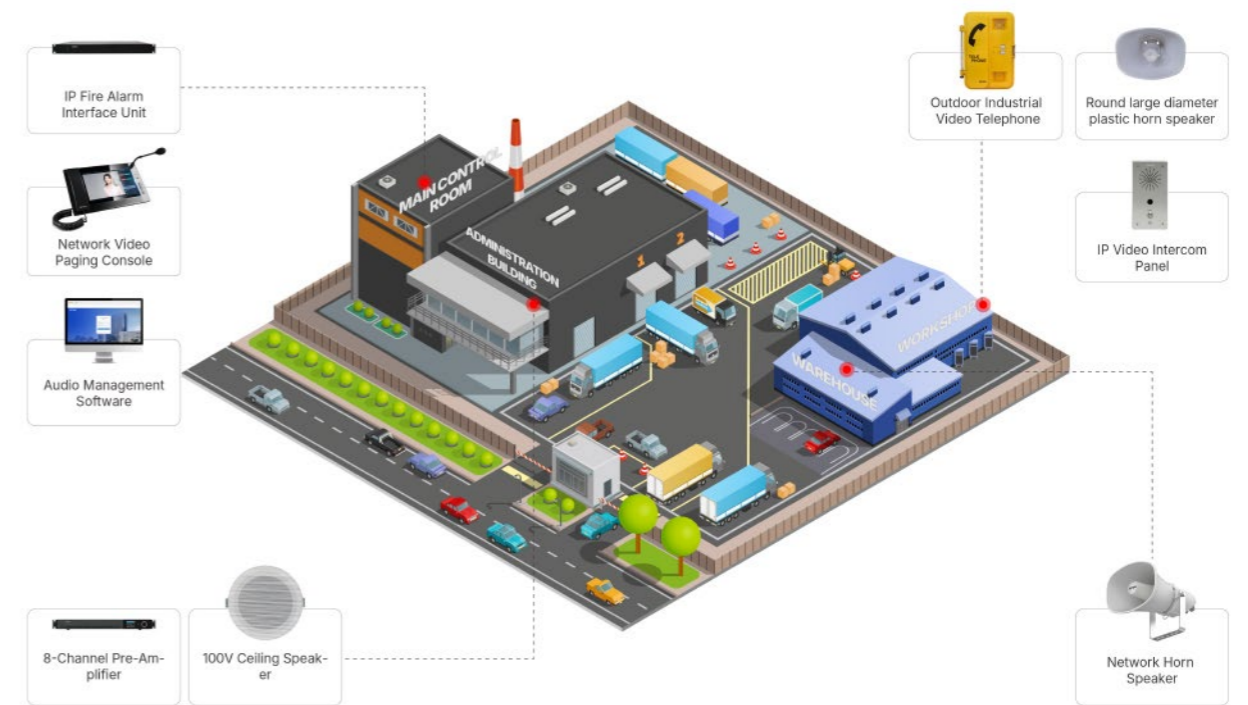 IP Fire Alarm
Interface Unit
Network Video
Paging Console
Audio Management
Software
8-Channel Pre-Am-
plifier
100V Ceiling Speak-
er
MAIN CONTROL
ROOM
ADMINISTRATION
BUILDING
1
2
WORKSHOP
WAREHOUSE
Outdoor Industrial
Video Telephone
Round large diameter
plastic horn speaker
IP Video Intercom
Panel
Network Horn
Speaker